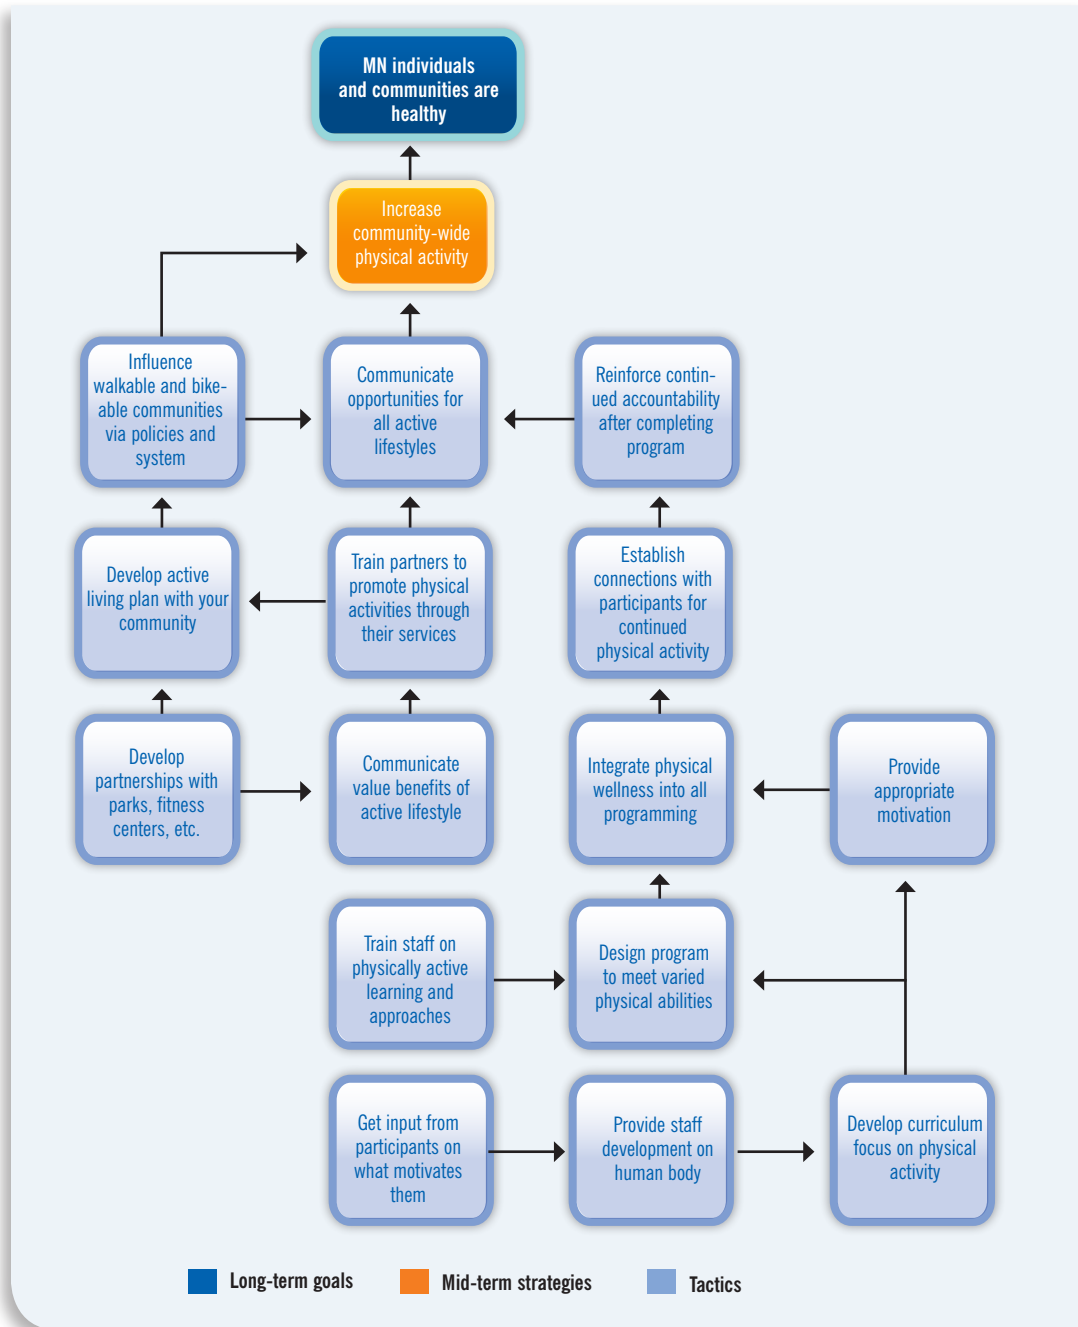 MN individuals
and communities are
healthy
Increase
community-wide
physical activity
Influence
walkable and bike-
able communities
via policies and
system
Communicate
opportunities for
all active
lifestyles
Reinforce contin-
ued accountability
after completing
program
Develop active
living plan with your
community
Train partners to
promote physical
activities through
their services
Establish
connections with
participants for
continued
physical activity
Develop
partnerships with
parks, fitness
centers, etc.
Communicate
value benefits of
active lifestyle
Integrate physical
wellness into all
programming
Provide
appropriate
motivation
Train staff on
physically active
learning and
approaches
Design program
to meet varied
physical abilities
Get input from
participants on
what motivates
them
Provide staff
development on
human body
Develop curriculum
focus on physical
activity
Long-term goals
Mid-term strategies
Tactics